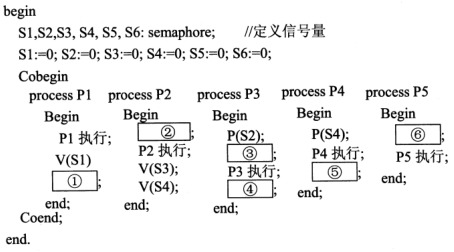 begin
S1,S2,S3, S4, S5, S6: semaphore; //定义信号量
S1:=0; S2:=0; S3:=0; S4:=0; S5:=0; S6:=0;
Cobegin
process P1 process P2 process P3 process P4 process P5
Begin Begin Begin Begin Begin
P1 执行; ②; P(S2); P(S4); ⑥;
V(S1) P2 执行; ③; P4 执行; P5 执行;
①; V(S3); P3 执行; ⑤; end;
V(S4); ④; end;
end; end; end;
Coend;
end.